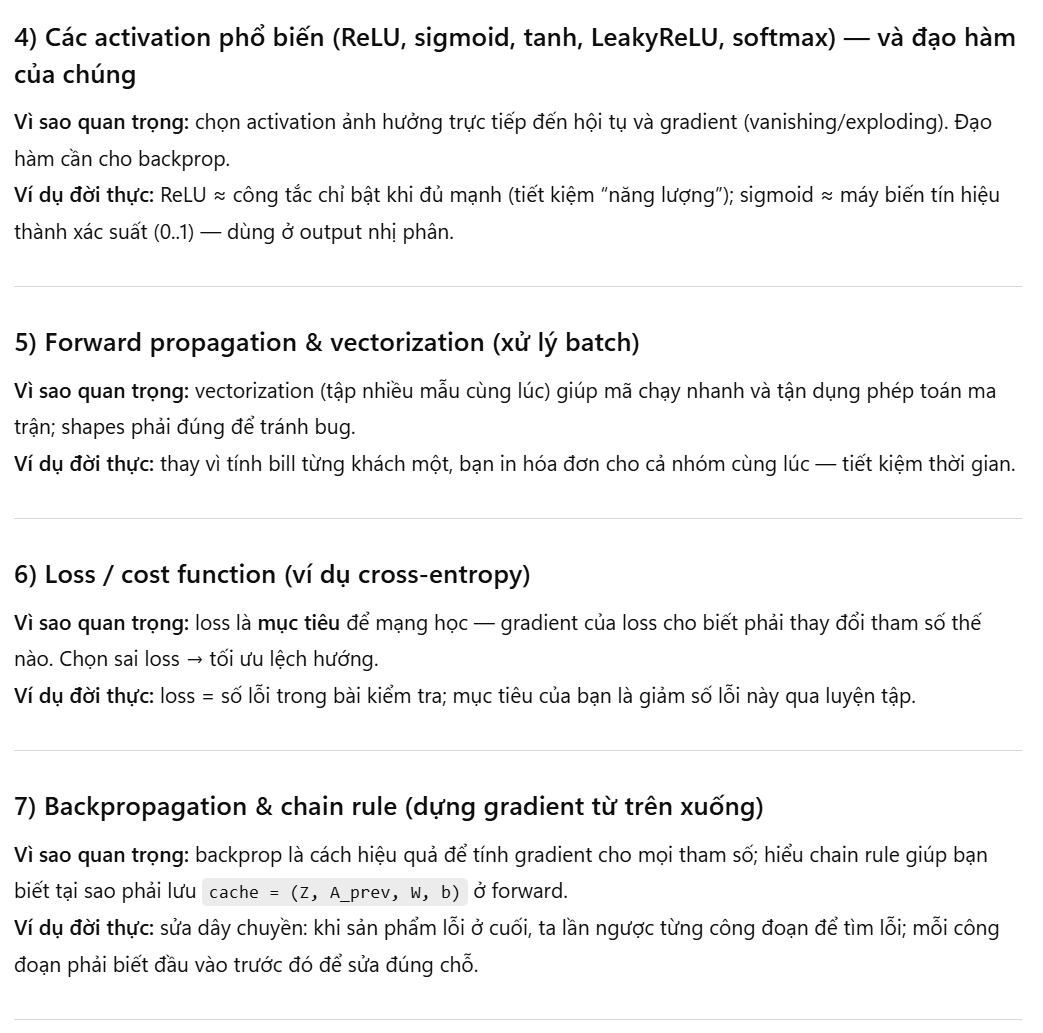 4) Các activation phổ biến (ReLU, sigmoid, tanh, LeakyReLU, softmax) — và đạo hàm
của chúng
Vì sao quan trọng: chọn activation ảnh hưởng trực tiếp đến hội tụ và gradient (vanishing/exploding). Đạo
hàm cần cho backprop.
Ví dụ đời thực: ReLU ≈ công tắc chỉ bật khi đủ mạnh (tiết kiệm “năng lượng”); sigmoid ≈ máy biến tín hiệu
thành xác suất (0..1) — dùng ở output nhị phân.
5) Forward propagation & vectorization (xử lý batch)
Vì sao quan trọng: vectorization (tập nhiều mẫu cùng lúc) giúp mã chạy nhanh và tận dụng phép toán ma
trận; shapes phải đúng để tránh bug.
Ví dụ đời thực: thay vì tính bill từng khách một, bạn in hóa đơn cho cả nhóm cùng lúc — tiết kiệm thời gian.
6) Loss / cost function (ví dụ cross-entropy)
Vì sao quan trọng: loss là mục tiêu để mạng học — gradient của loss cho biết phải thay đổi tham số thế
nào. Chọn sai loss → tối ưu lệch hướng.
Ví dụ đời thực: loss = số lỗi trong bài kiểm tra; mục tiêu của bạn là giảm số lỗi này qua luyện tập.
7) Backpropagation & chain rule (dựng gradient từ trên xuống)
Vì sao quan trọng: backprop là cách hiệu quả để tính gradient cho mọi tham số; hiểu chain rule giúp bạn
biết tại sao phải lưu cache = (Z, A_prev, W, b) ở forward.
Ví dụ đời thực: sửa dây chuyền: khi sản phẩm lỗi ở cuối, ta lần ngược từng công đoạn để tìm lỗi; mỗi công
đoạn phải biết đầu vào trước đó để sửa đúng chỗ.